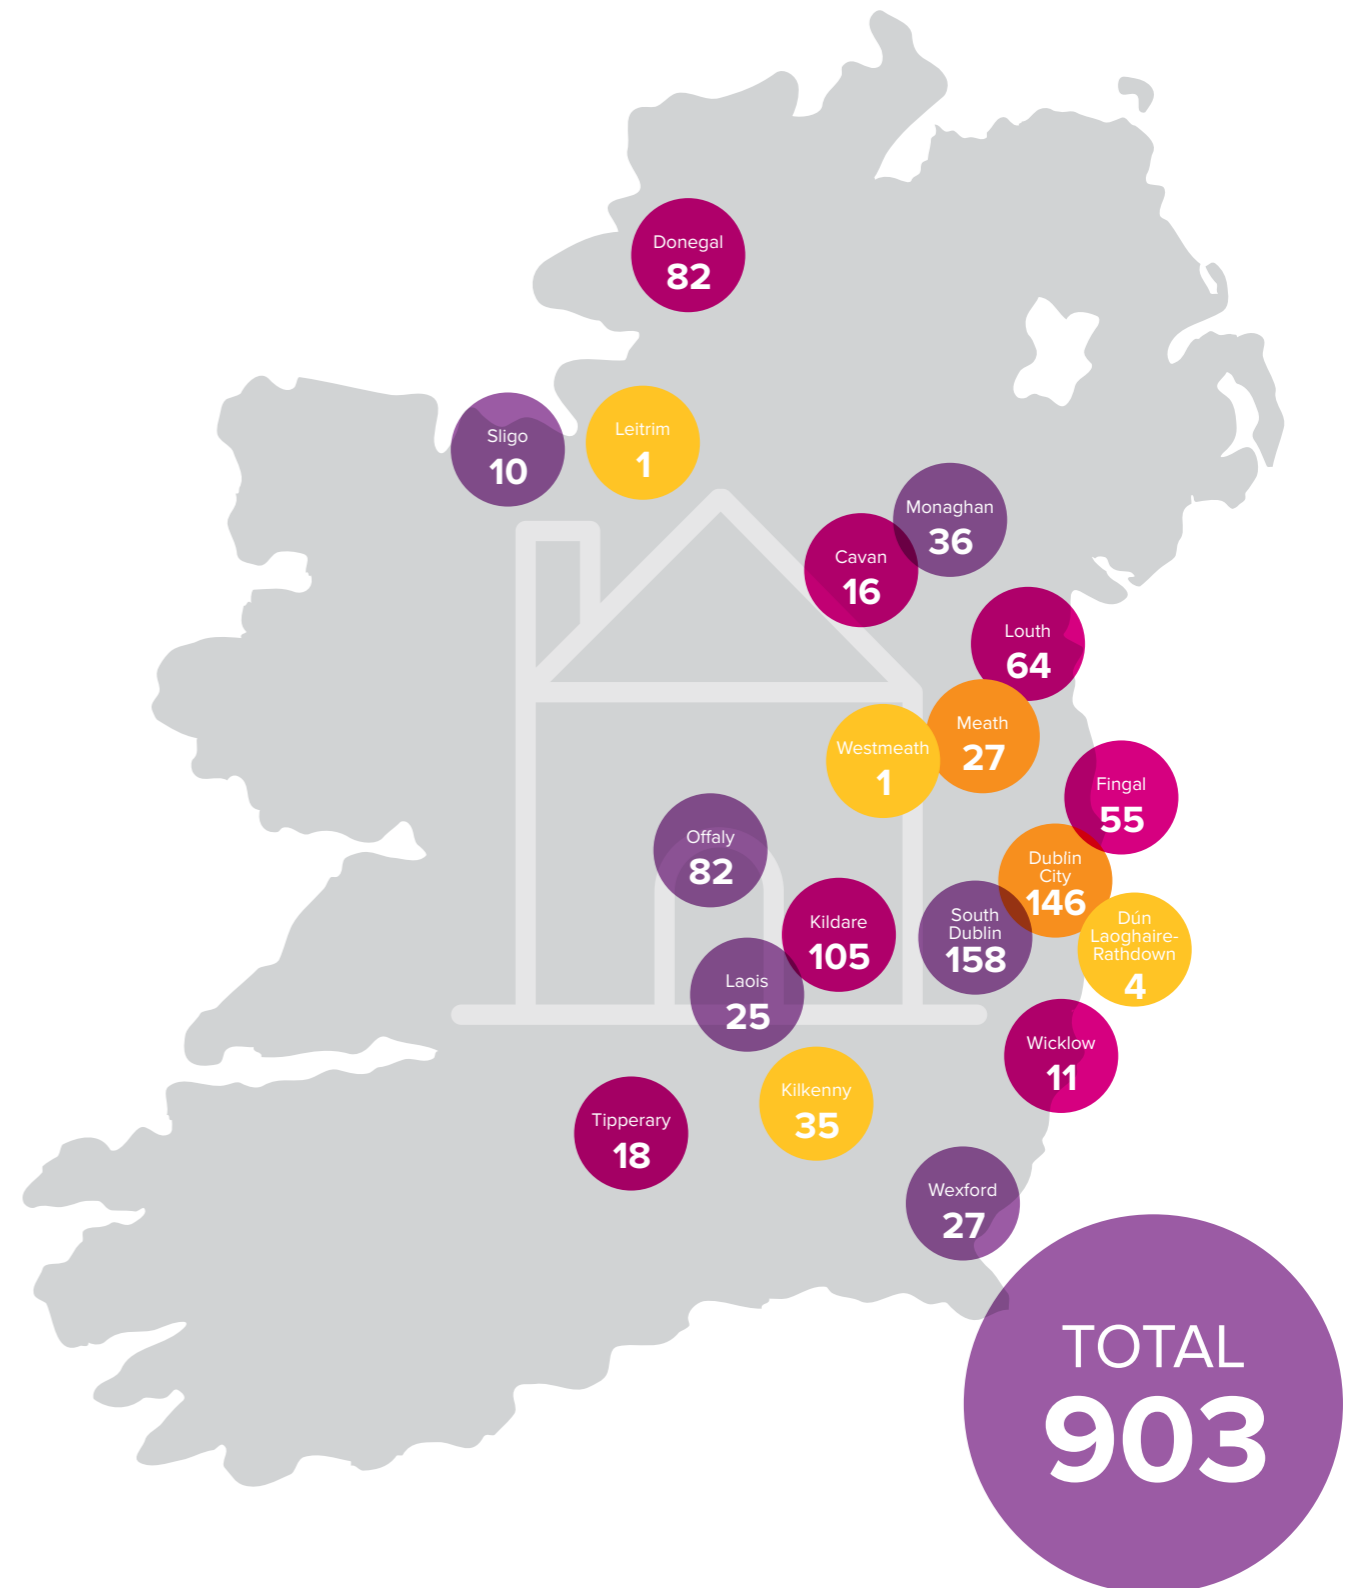 Donegal
82
Sligo
10
Leitrim
1
Monaghan
36
Cavan
16
Louth
64
Meath
27
Westmeath
1
Fingal
55
Offaly
82
Dublin
City
146
Kildare
105
South
Dublin
158
Dún
Laoghaire-
Rathdown
4
Laois
25
Wicklow
11
Kilkenny
35
Tipperary
18
Wexford
27
TOTAL
903